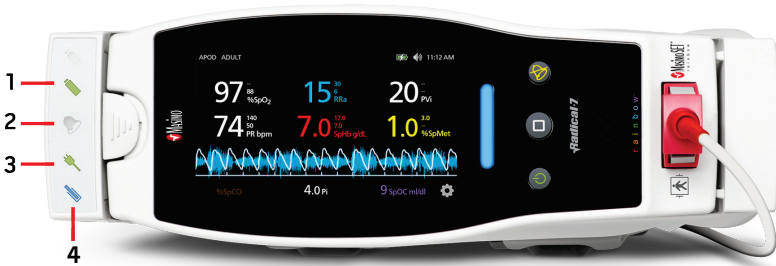 1
2
3
4
APOD ADULT 11:12 AM
97 -- 88 %SpO2
15 30 6 RRa
20 -- -- PVi
74 140 50 PR bpm
7.0 17.0 7.0 SpHb g/dL
1.0 3.0 -- %SpMet
%SpCO
4.0 Pi
9 SpOC ml/dl
Masimo
Radical-7
rainbow
Masimo SET
rainbow